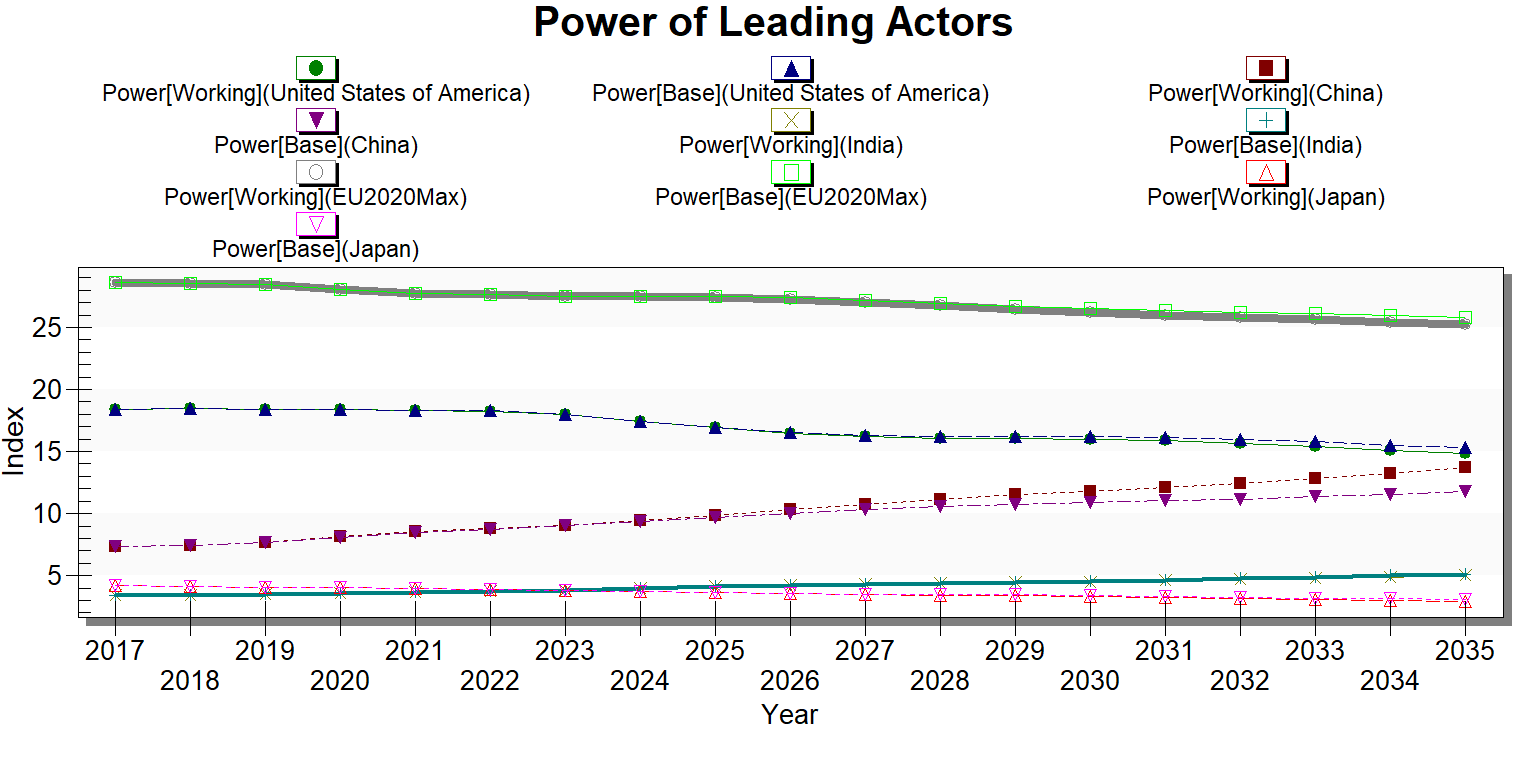 Power of Leading Actors
Power[Working](United States of America)
Power[Base](United States of America)
Power[Working](China)
Power[Base](China)
Power[Working](India)
Power[Base](India)
Power[Working](EU2020Max)
Power[Base](EU2020Max)
Power[Working](Japan)
Power[Base](Japan)
Index
25
20
15
10
5
2017 2019 2021 2023 2025 2027 2029 2031 2033 2035
2018 2020 2022 2024 2026 2028 2030 2032 2034
Year